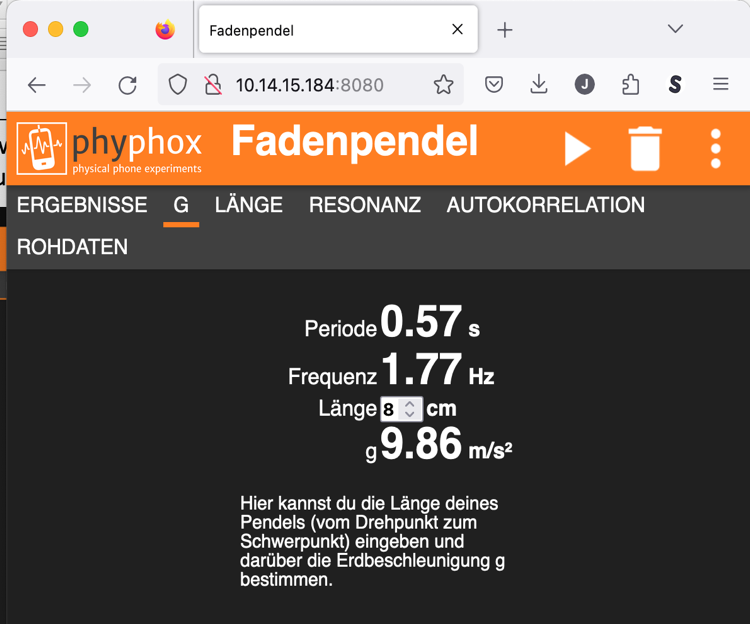 Fadenpendel
10.14.15.184:8080
J
S
phyphox
physical phone experiments
Fadenpendel
ERGEBNISSE G LÄNGE RESONANZ AUTOKORRELATION
ROHDATEN
Periode 0.57 s
Frequenz 1.77 Hz
Länge 8 cm
g 9.86 m/s²
Hier kannst du die Länge deines
Pendels (vom Drehpunkt zum
Schwerpunkt) eingeben und
darüber die Erdbeschleunigung g
bestimmen.